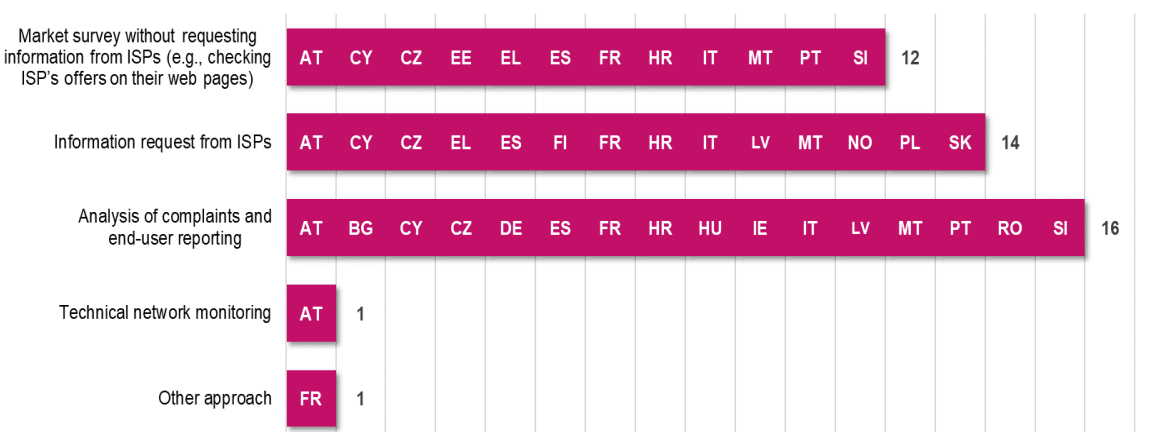 Market survey without requesting
information from ISPs (e.g., checking
ISP's offers on their web pages)
AT CY CZ EE EL ES FR HR IT MT PT SI 12
Information request from ISPs
AT CY CZ EL ES FI FR HR IT LV MT NO PL SK 14
Analysis of complaints and
end-user reporting
AT BG CY CZ DE ES FR HR HU IE IT LV MT PT RO SI 16
Technical network monitoring
AT 1
Other approach
FR 1